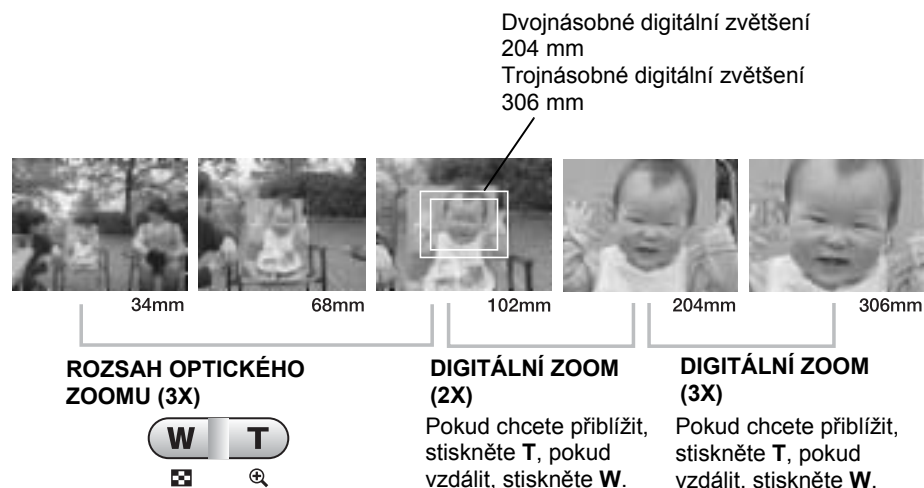 Dvojnásobné digitální zvětšení
204 mm
Trojnásobné digitální zvětšení
306 mm
34mm
68mm
102mm
204mm
306mm
ROZSAH OPTICKÉHO
ZOOMU (3X)
W T
DIGITÁLNÍ ZOOM
(2X)
Pokud chcete přiblížit,
stiskněte T, pokud
vzdálit, stiskněte W.
DIGITÁLNÍ ZOOM
(3X)
Pokud chcete přiblížit,
stiskněte T, pokud
vzdálit, stiskněte W.